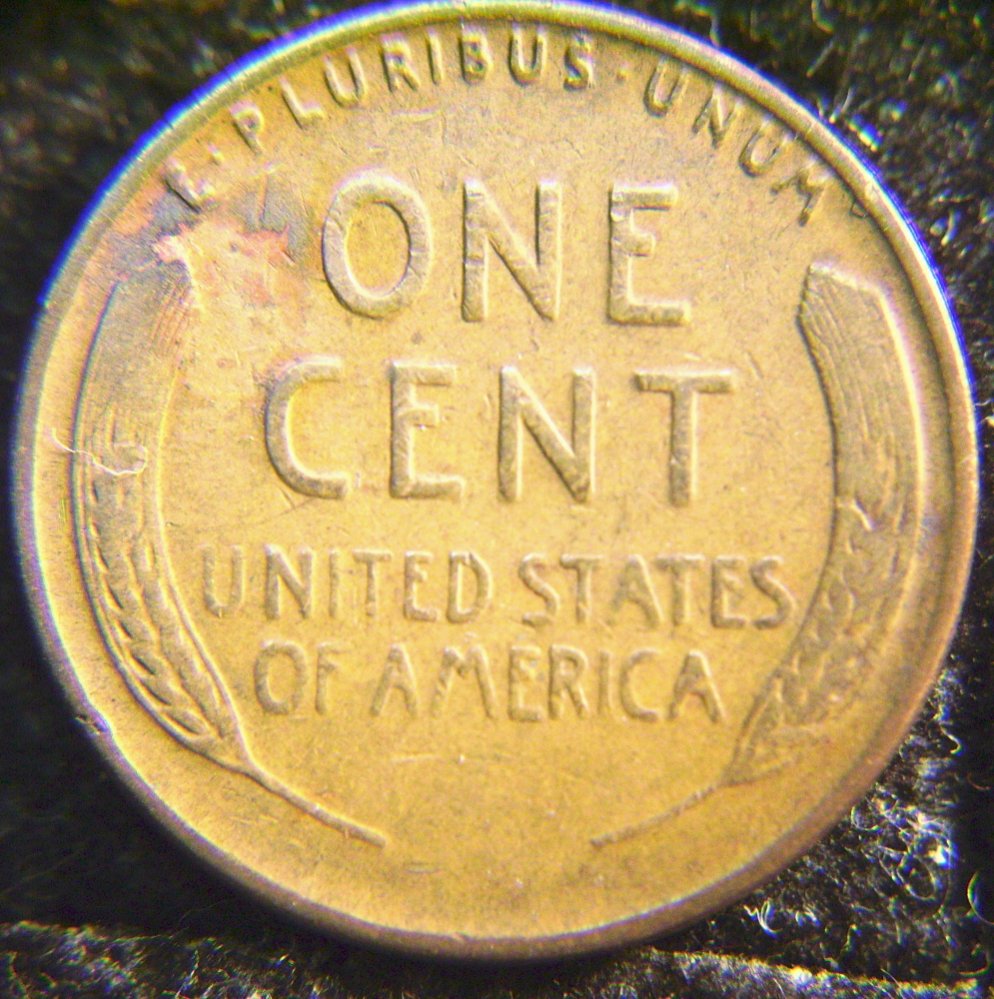 E·PLURIBUS·UNUM
ONE
CENT
UNITED STATES
OF AMERICA